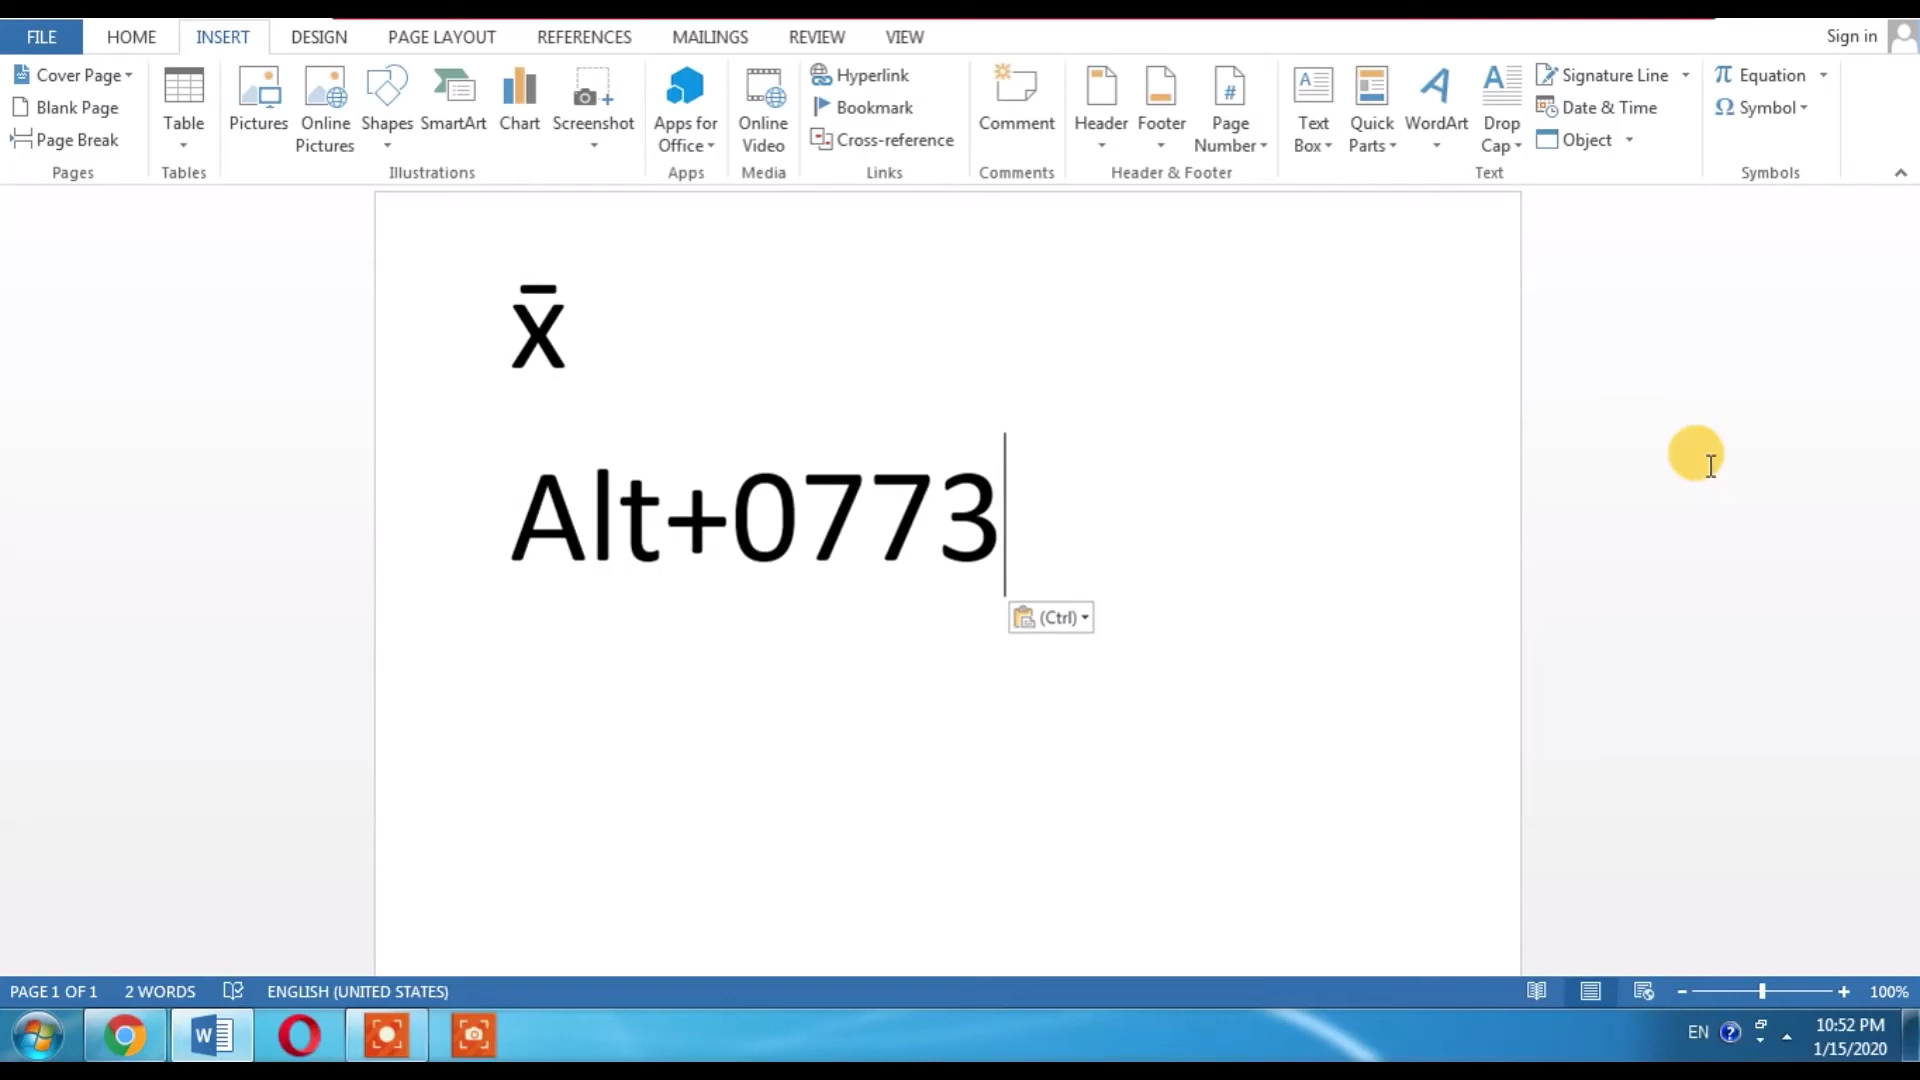 FILE HOME INSERT DESIGN PAGE LAYOUT REFERENCES MAILINGS REVIEW VIEW Sign in
Cover Page
Blank Page
Page Break
Pages
Table
Tables
Pictures
Online Pictures
Shapes
SmartArt
Chart
Screenshot
Illustrations
Apps for Office
Apps
Online Video
Media
Hyperlink
Bookmark
Cross-reference
Links
Comment
Comments
Header
Footer
Page Number
Header & Footer
Text Box
Quick Parts
WordArt
Drop Cap
Signature Line
Date & Time
Object
Text
π Equation
Ω Symbol
Symbols
x̄
Alt+0773
(Ctrl)
PAGE 1 OF 1 2 WORDS ENGLISH (UNITED STATES) 100%
EN 10:52 PM
1/15/2020